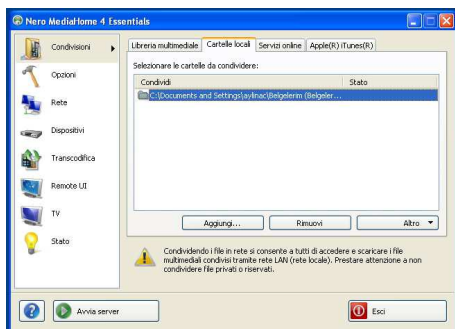 Nero MediaHome 4 Essentials
Condivisioni
Opzioni
Rete
Dispositivi
Transcodifica
Remote UI
TV
Stato
Libreria multimediale Cartelle locali Servizi online Apple(R) iTunes(R)
Selezionare le cartelle da condividere:
Condividi Stato
C:\Documents and Settings\aylinac\Belgelerim (Belgeler...
Aggiungi... Rimuovi Altro
Condividendo i file in rete si consente a tutti di accedere e scaricare i file
multimediali condivisi tramite rete LAN (rete locale). Prestare attenzione a non
condividere file privati o riservati.
Avvia server Esci